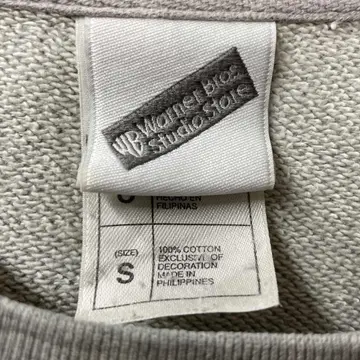 WB Warner Bros
Studio Store
HECHO EN
FILIPINAS
(SIZE)
S
100% COTTON
EXCLUSIVE OF
DECORATION
MADE IN
PHILIPPINES